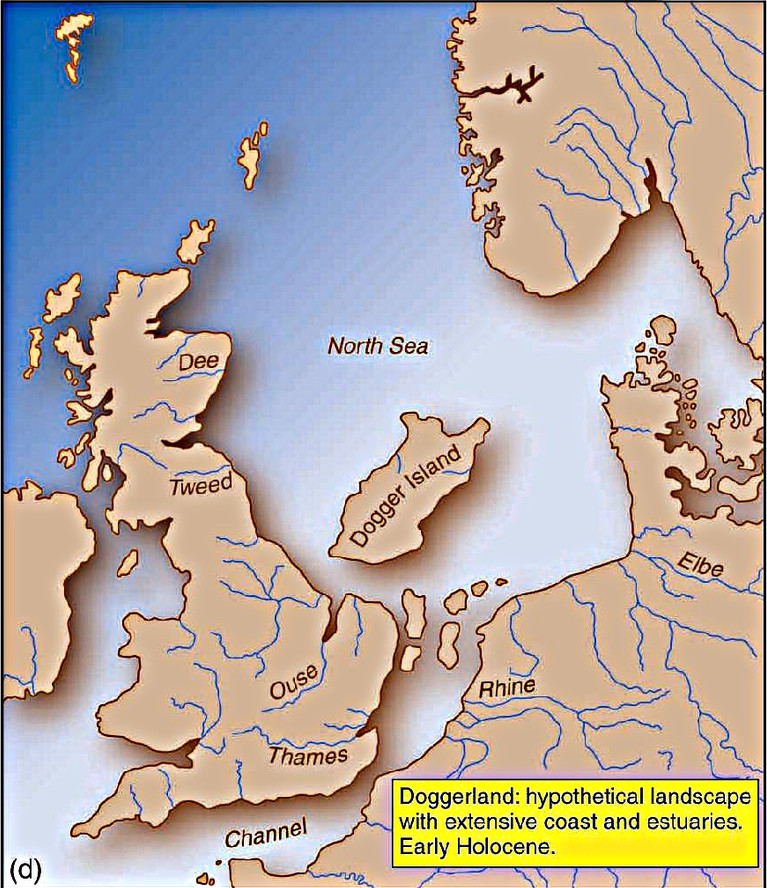 North Sea
Dee
Dogger Island
Tweed
Elbe
Ouse
Rhine
Thames
Doggerland: hypothetical landscape
with extensive coast and estuaries.
Early Holocene.
Channel
(d)